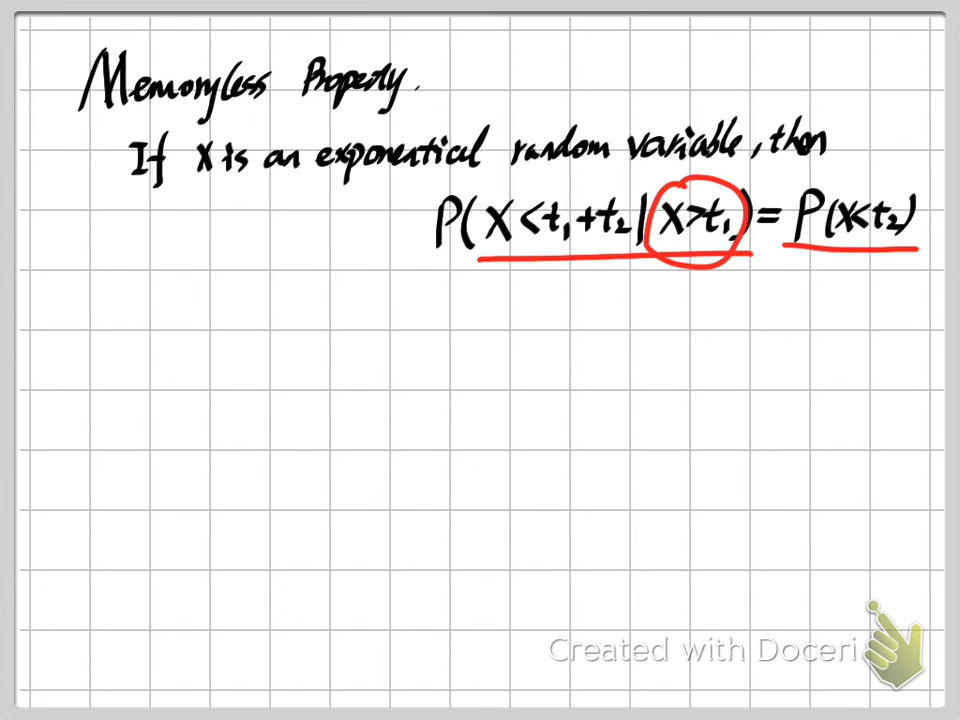 Memoryless Property.
If X is an exponential random variable, then
P( X < t₁ + t₂ | X > t₁ ) = P(X < t₂)
Created with Doceri